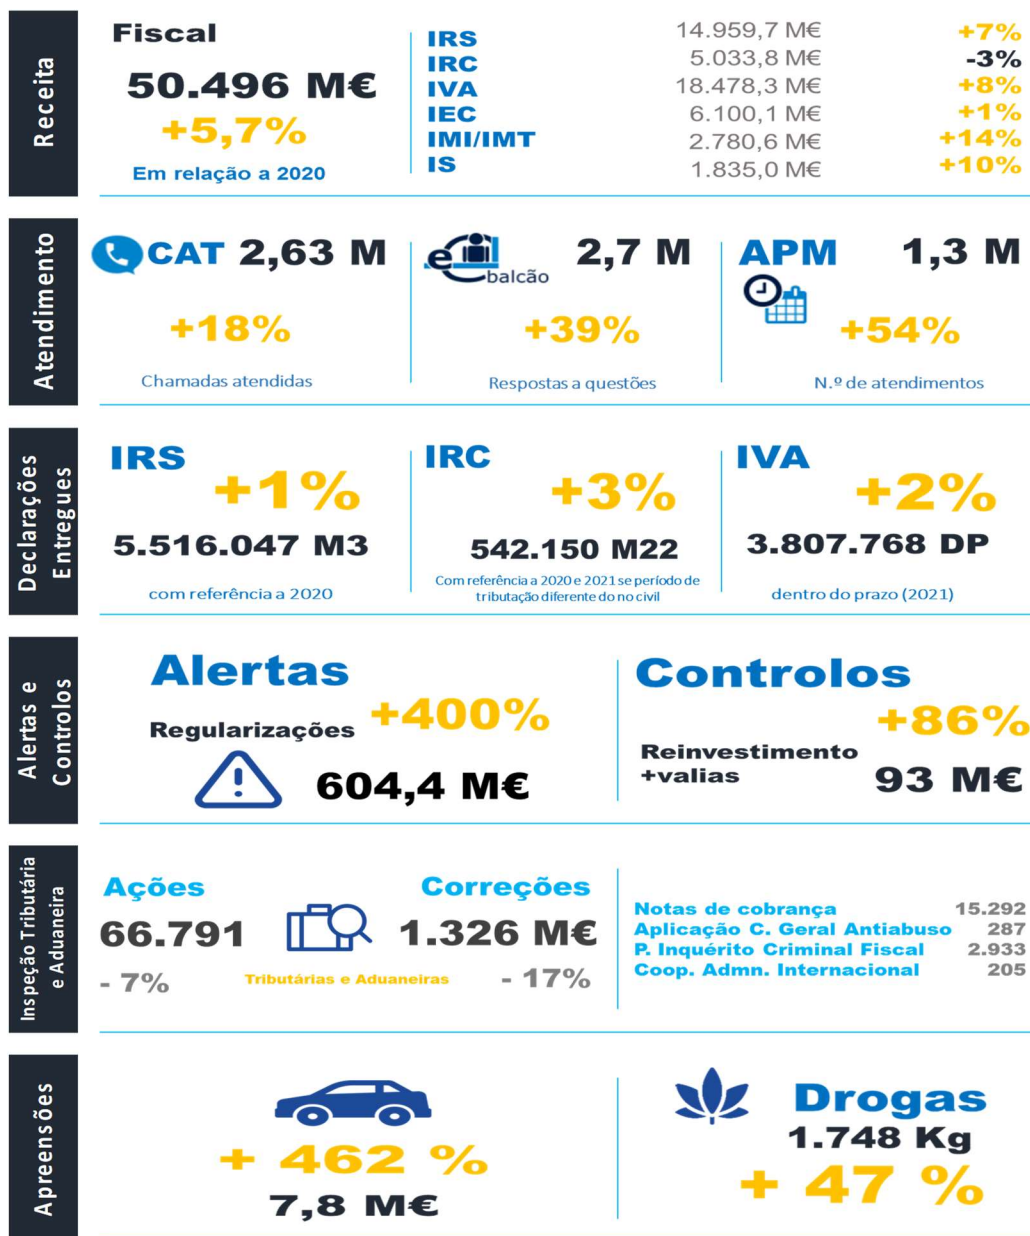 Receita
Fiscal
50.496 M€
+5,7%
Em relação a 2020
IRS 14.959,7 M€ +7%
IRC 5.033,8 M€ -3%
IVA 18.478,3 M€ +8%
IEC 6.100,1 M€ +1%
IMI/IMT 2.780,6 M€ +14%
IS 1.835,0 M€ +10%
Atendimento
CAT 2,63 M
+18%
Chamadas atendidas
e balcão 2,7 M
+39%
Respostas a questões
APM 1,3 M
+54%
N.º de atendimentos
Declarações
Entregues
IRS
+1%
5.516.047 M3
com referência a 2020
IRC
+3%
542.150 M22
Com referência a 2020 e 2021 se período de
tributação diferente do no civil
IVA
+2%
3.807.768 DP
dentro do prazo (2021)
Alertas e
Controlos
Alertas
Regularizações +400%
604,4 M€
Controlos
+86%
Reinvestimento
+valias
93 M€
Inspeção Tributária
e Aduaneira
Ações
66.791
- 7%
Tributárias e Aduaneiras
Correções
1.326 M€
- 17%
Notas de cobrança 15.292
Aplicação C. Geral Antiabuso 287
P. Inquérito Criminal Fiscal 2.933
Coop. Admn. Internacional 205
Apreensões
+ 462 %
7,8 M€
Drogas
1.748 Kg
+ 47 %